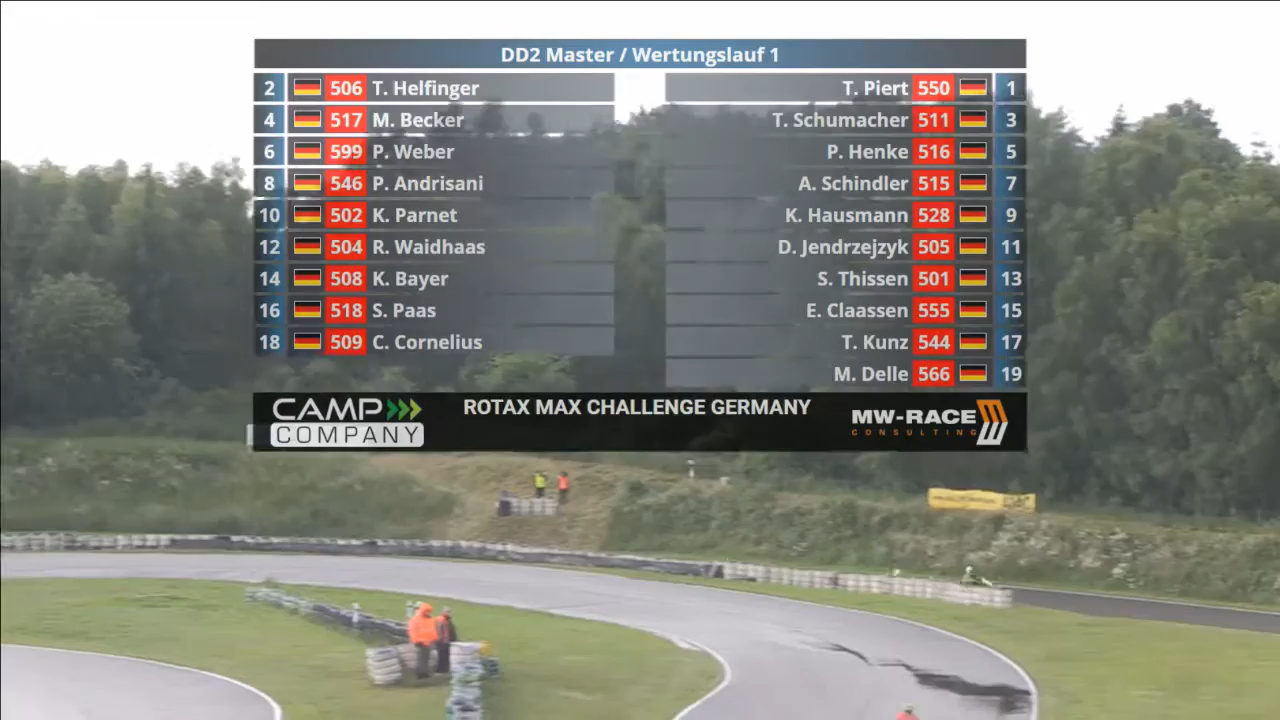 DD2 Master / Wertungslauf 1
2 506 T. Helfinger T. Piert 550 1
4 517 M. Becker T. Schumacher 511 3
6 599 P. Weber P. Henke 516 5
8 546 P. Andrisani A. Schindler 515 7
10 502 K. Parnet K. Hausmann 528 9
12 504 R. Waidhaas D. Jendrzejzyk 505 11
14 508 K. Bayer S. Thissen 501 13
16 518 S. Paas E. Claassen 555 15
18 509 C. Cornelius T. Kunz 544 17
M. Delle 566 19
CAMP COMPANY
ROTAX MAX CHALLENGE GERMANY
MW-RACE
CONSULTING